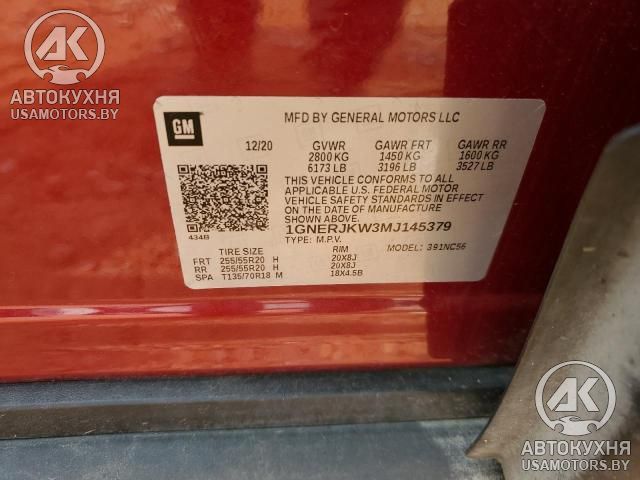 AK
АВТОКУХНЯ
USAMOTORS.BY
GM
MFD BY GENERAL MOTORS LLC
12/20 GVWR GAWR FRT GAWR RR
2800 KG 1450 KG 1600 KG
6173 LB 3196 LB 3527 LB
THIS VEHICLE CONFORMS TO ALL
APPLICABLE U.S. FEDERAL MOTOR
VEHICLE SAFETY STANDARDS IN EFFECT
ON THE DATE OF MANUFACTURE
SHOWN ABOVE.
1GNERJKW3MJ145379
434B
TYPE: M.P.V. MODEL: 391NC56
TIRE SIZE RIM
FRT 255/55R20 H 20X8J
RR 255/55R20 H 20X8J
SPA T135/70R18 M 18X4.5B
AK
АВТОКУХНЯ
USAMOTORS.BY